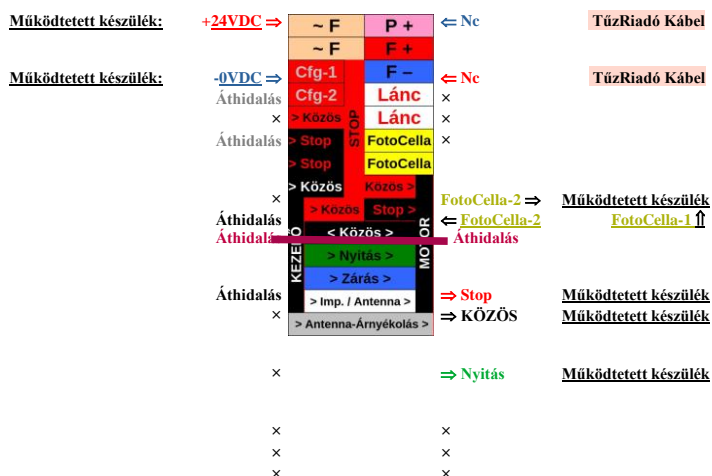 Működtetett készülék: +24VDC ⇒ ~ F P + ⇐ Nc TűzRiadó Kábel
~ F F +
Működtetett készülék: -0VDC ⇒ Cfg-1 F – ⇐ Nc TűzRiadó Kábel
Áthidalás Cfg-2 Lánc ×
× > Közös STOP Lánc ×
Áthidalás > Stop FotoCella ×
> Stop FotoCella
> Közös Közös >
× FotoCella-2 ⇒ Működtetett készülék
> Közös Stop >
Áthidalás ⇐ FotoCella-2 FotoCella-1 ⇑
KEZELŐ < Közös > MOTOR
Áthidalás Áthidalás
> Nyitás >
> Zárás >
Áthidalás > Imp. / Antenna > ⇒ Stop Működtetett készülék
× ⇒ KÖZÖS Működtetett készülék
> Antenna-Árnyékolás >
× ⇒ Nyitás Működtetett készülék
× ×
× ×
× ×